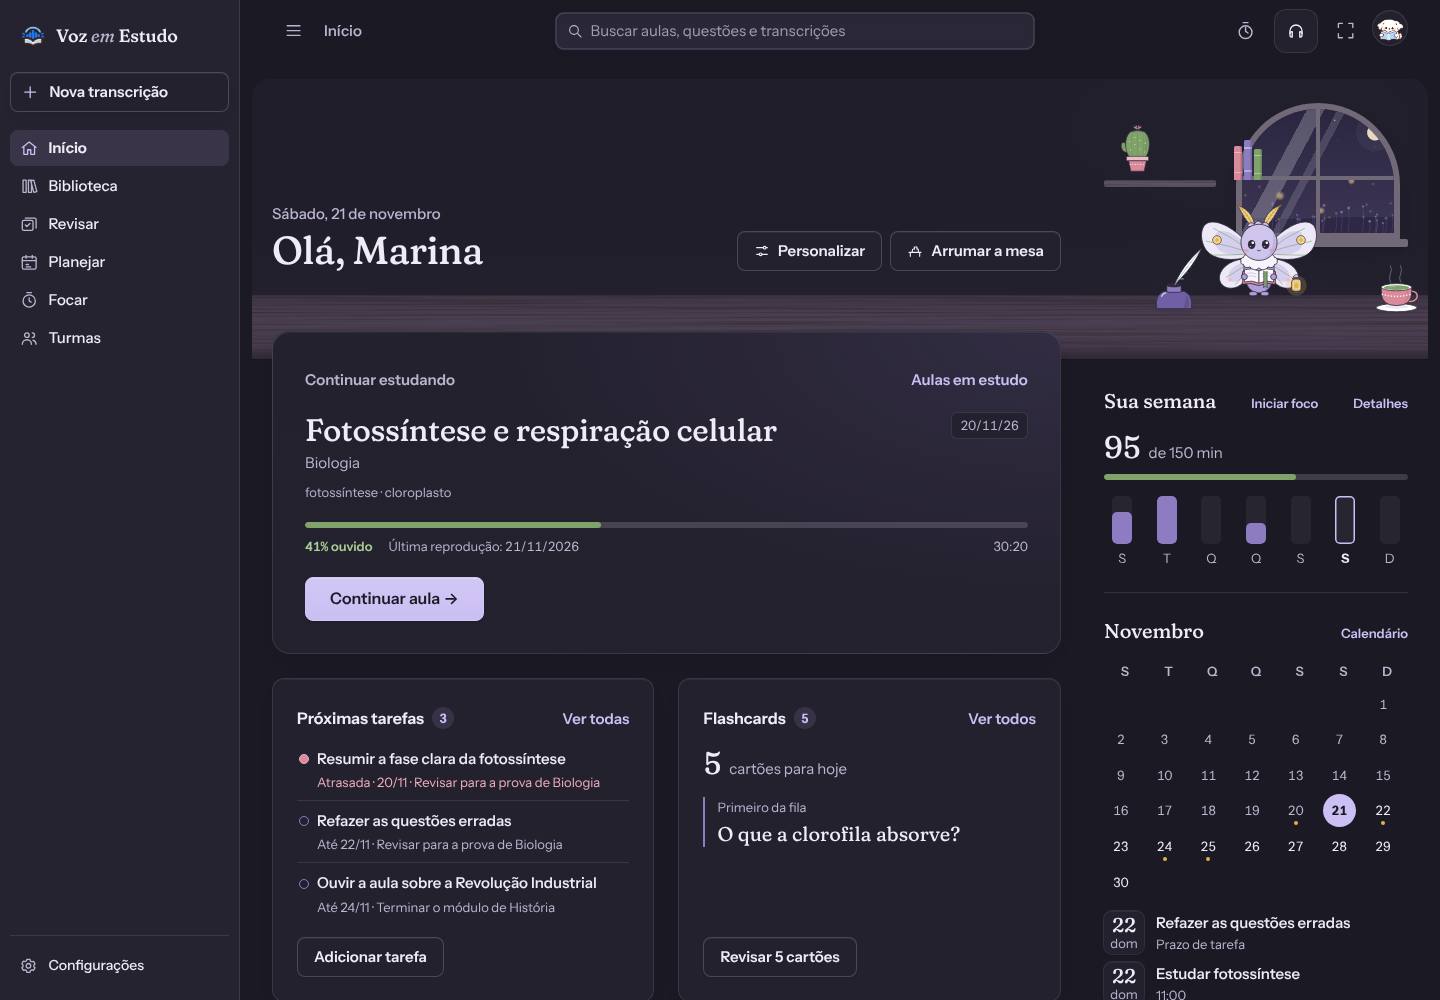 Voz em Estudo
Nova transcrição
Início
Biblioteca
Revisar
Planejar
Focar
Turmas
Configurações
Início
Buscar aulas, questões e transcrições
Sábado, 21 de novembro
Olá, Marina
Personalizar
Arrumar a mesa
Continuar estudando
Aulas em estudo
Fotossíntese e respiração celular
20/11/26
Biologia
fotossíntese · cloroplasto
41% ouvido Última reprodução: 21/11/2026 30:20
Continuar aula →
Próximas tarefas 3 Ver todas
Resumir a fase clara da fotossíntese
Atrasada · 20/11 · Revisar para a prova de Biologia
Refazer as questões erradas
Até 22/11 · Revisar para a prova de Biologia
Ouvir a aula sobre a Revolução Industrial
Até 24/11 · Terminar o módulo de História
Adicionar tarefa
Flashcards 5 Ver todos
5 cartões para hoje
Primeiro da fila
O que a clorofila absorve?
Revisar 5 cartões
Sua semana Iniciar foco Detalhes
95 de 150 min
S T Q Q S S D
Novembro Calendário
S T Q Q S S D
1
2 3 4 5 6 7 8
9 10 11 12 13 14 15
16 17 18 19 20 21 22
23 24 25 26 27 28 29
30
22 dom
Refazer as questões erradas
Prazo de tarefa
22 dom
Estudar fotossíntese
11:00